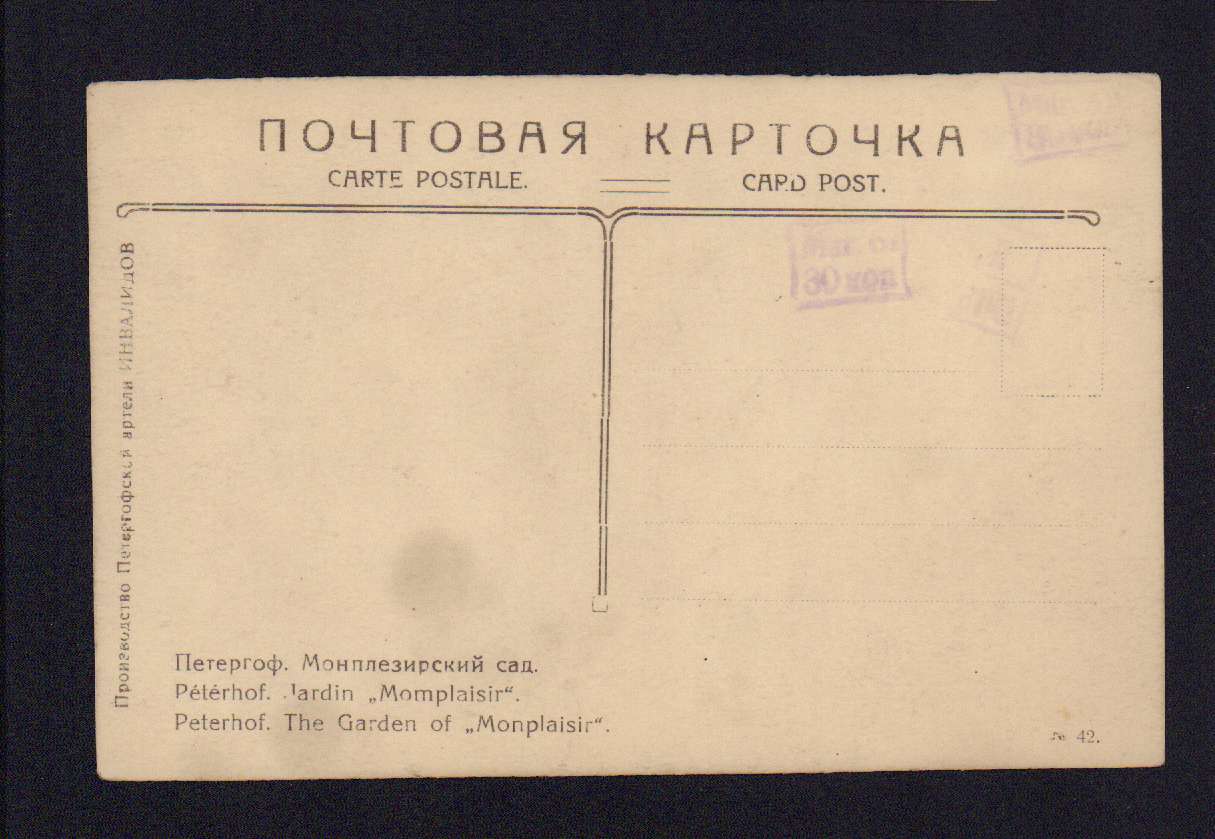 ПОЧТОВАЯ КАРТОЧКА
CARTE POSTALE. CARD POST.
30 коп
Производство Петергофской артели ИНВАЛИДОВ
Петергоф. Монплезирский сад.
Pétérhof. Jardin „Momplaisir“.
Peterhof. The Garden of „Monplaisir“.
№ 42.